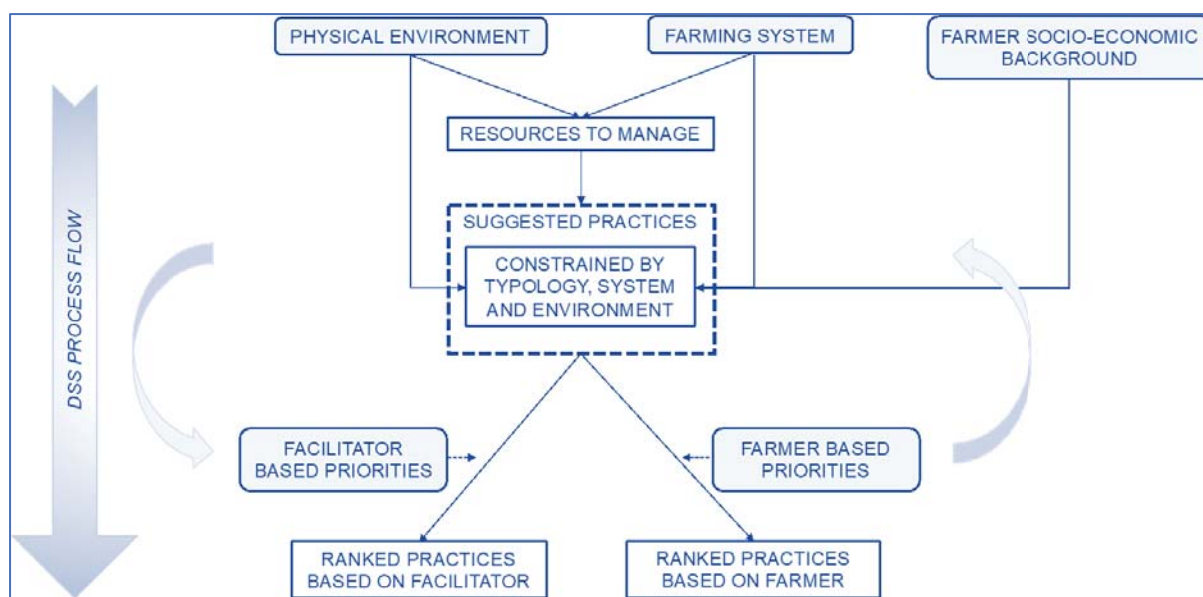 PHYSICAL ENVIRONMENT
FARMING SYSTEM
FARMER SOCIO-ECONOMIC
BACKGROUND
RESOURCES TO MANAGE
SUGGESTED PRACTICES
CONSTRAINED BY
TYPOLOGY, SYSTEM
AND ENVIRONMENT
DSS PROCESS FLOW
FACILITATOR
BASED PRIORITIES
FARMER BASED
PRIORITIES
RANKED PRACTICES
BASED ON FACILITATOR
RANKED PRACTICES
BASED ON FARMER